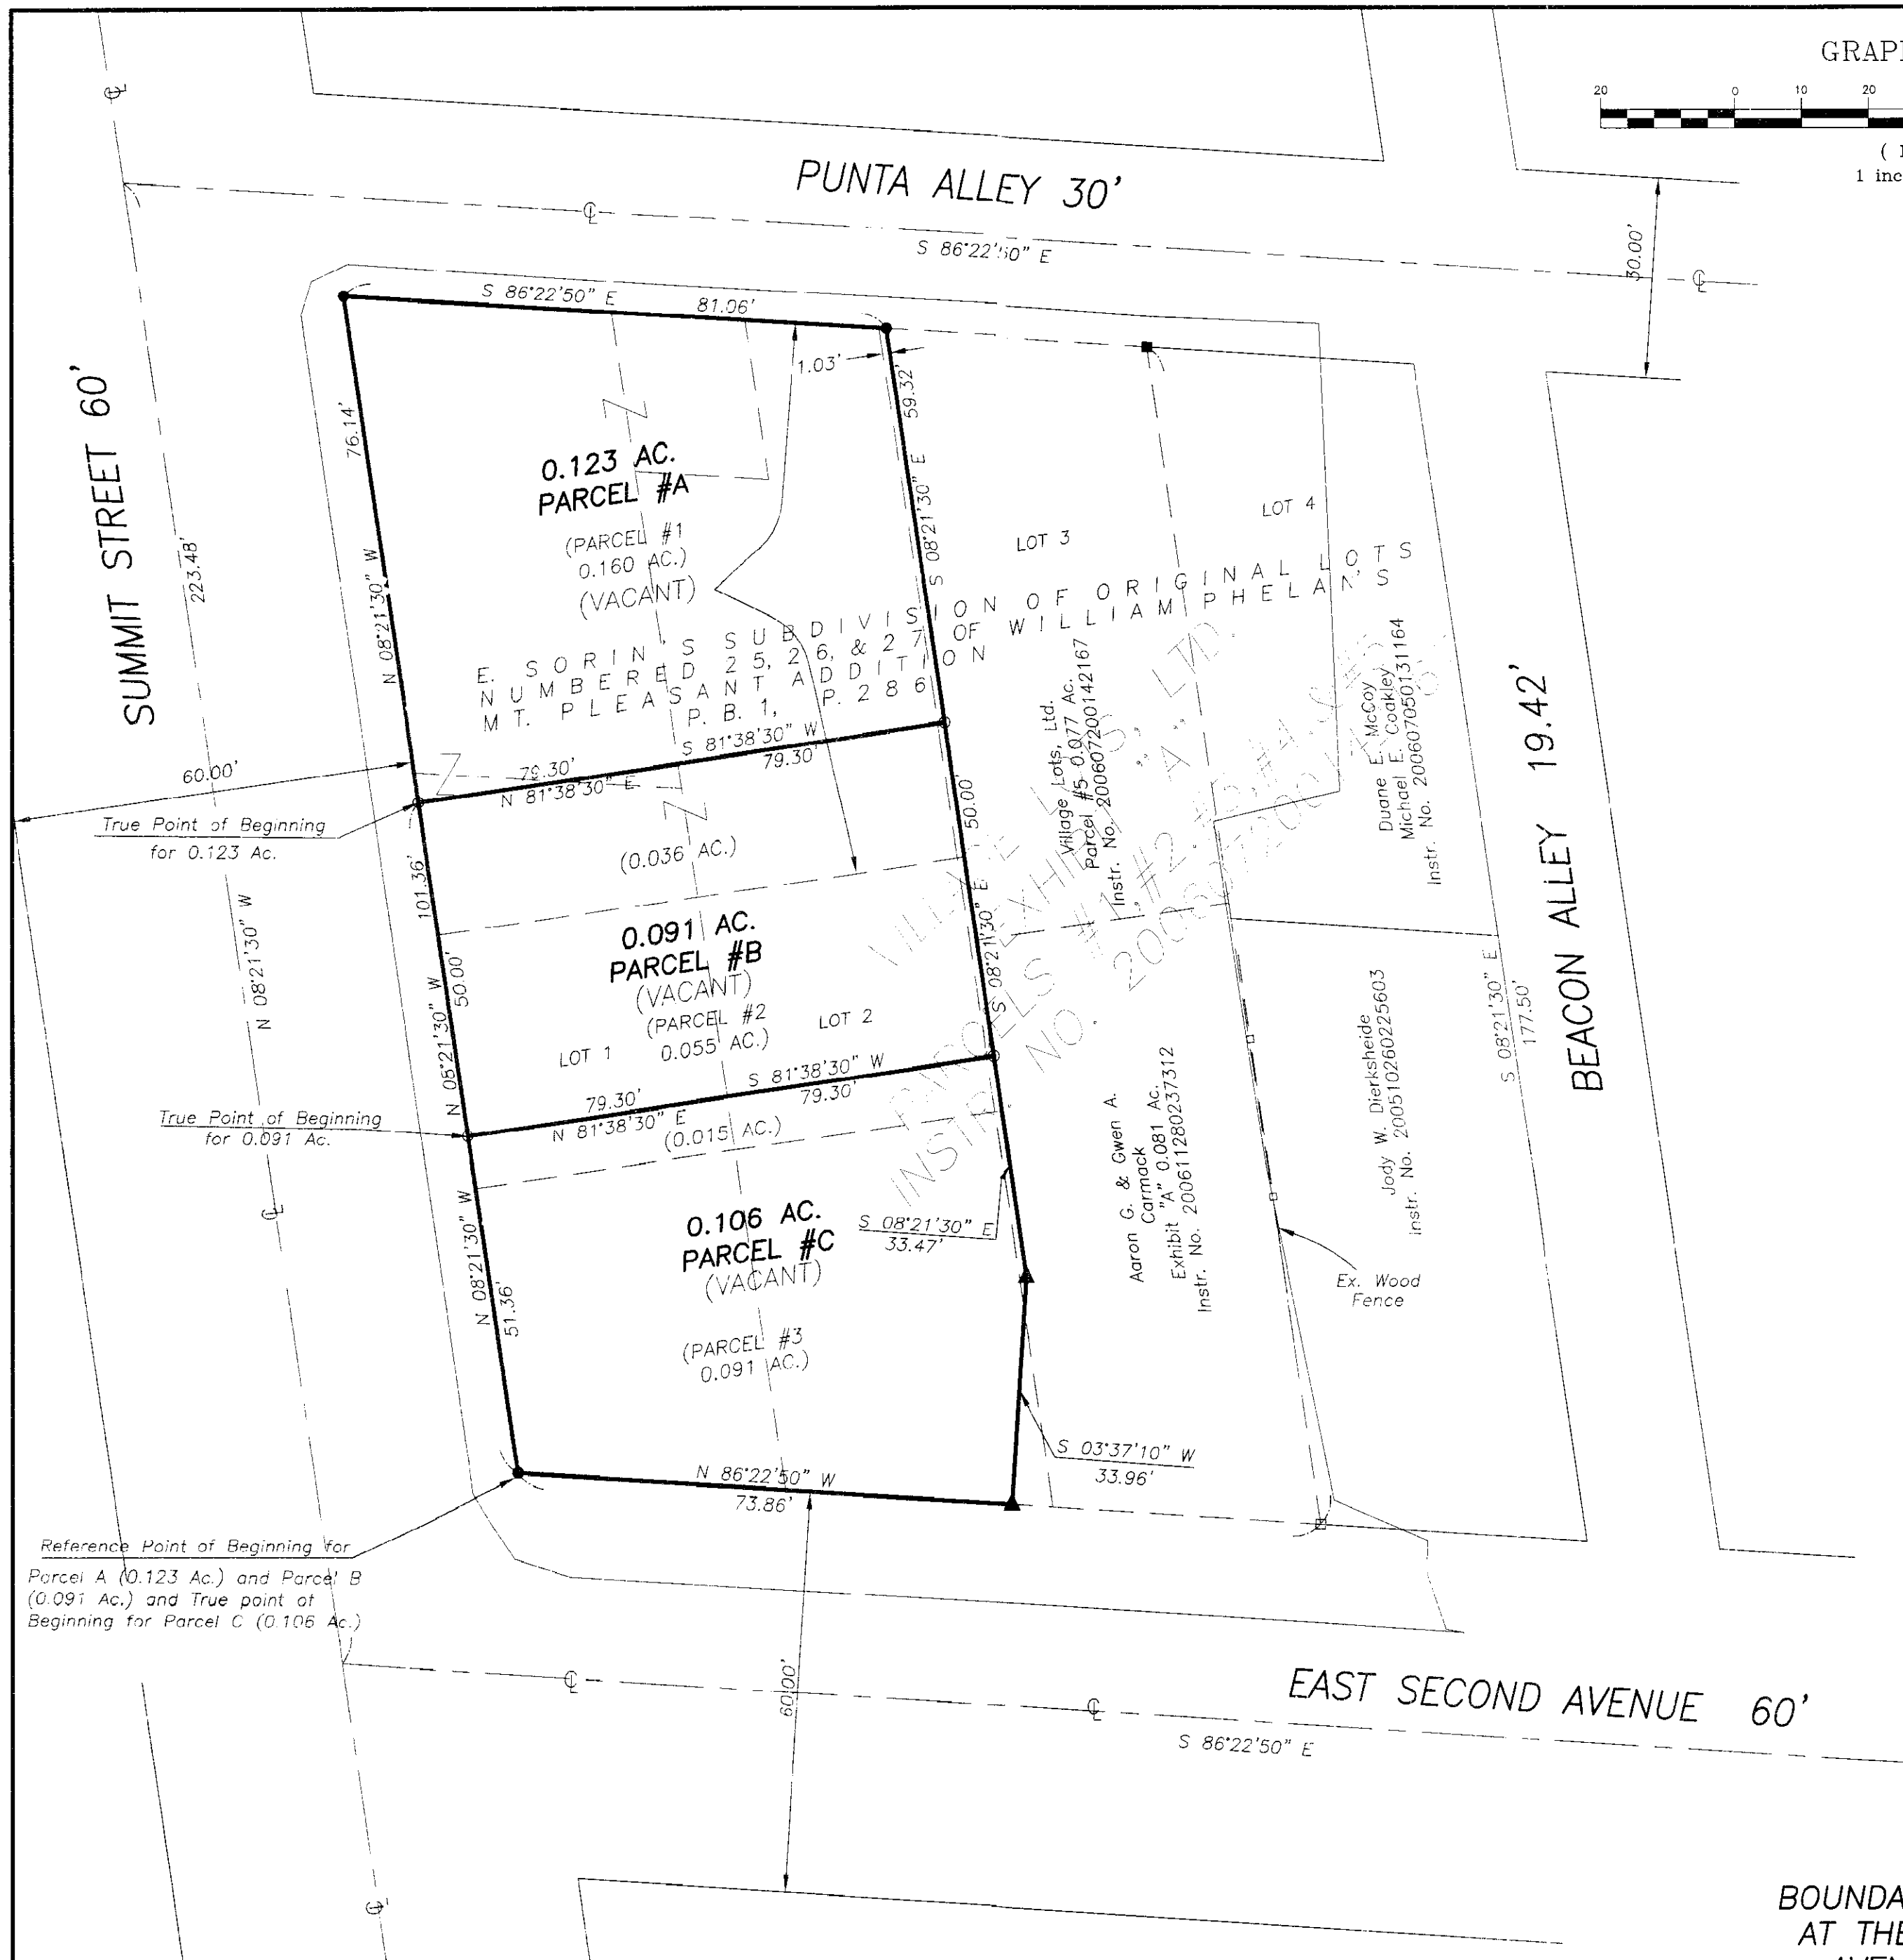 GRAPH
20 0 10 20
1 inc
PUNTA ALLEY 30'
S 86°22'50" E
30.00'
S 86°22'50" E
81.06'
1.03'
59.32'
S 08°21'30" E
SUMMIT STREET 60'
223.48'
N 08°21'30" W
76.14'
N 08°21'30" W
0.123 AC.
PARCEL #A
(PARCEL #1
0.160 AC.)
(VACANT)
LOT 3
LOT 4
E. SORIN'S SUBDIVISION OF ORIGINAL LOTS
NUMBERED 25, 26, & 27 OF WILLIAM PHELAN'S
MT. PLEASANT ADDITION
P. B. 1, P. 286
S 81°38'30" W
79.30'
79.30'
N 81°38'30" E
60.00'
True Point of Beginning
for 0.123 Ac.
(0.036 AC.)
101.36'
50.00'
S 08°21'30" E
N 08°21'30" W
50.00'
0.091 AC.
PARCEL #B
(VACANT)
(PARCEL #2
0.055 AC.)
LOT 1
LOT 2
VILLAGE LOTS, LTD.
EXHIBIT "A",
PARCELS #1, #2, #3, #4, & #5
INSTR. NO.
Village Lots, Ltd.
Parcel #5 0.077 Ac.
Instr. No. 200607200142167
Duane E. McCoy
Michael E. Coakley
Instr. No. 200607050131164
BEACON ALLEY 19.42'
S 08°21'30" E
177.50'
S 81°38'30" W
79.30'
79.30'
N 81°38'30" E
True Point of Beginning
for 0.091 Ac.
(0.015 AC.)
N 08°21'30" W
51.36'
0.106 AC.
PARCEL #C
(VACANT)
(PARCEL #3
0.091 AC.)
S 08°21'30" E
33.47'
Aaron G. & Gwen A.
Carmack
Exhibit "A" 0.081 Ac.
Instr. No. 200611280237312
Jody W. Dierksheide
Instr. No. 200510260225603
Ex. Wood
Fence
S 03°37'10" W
33.96'
N 86°22'50" W
73.86'
Reference Point of Beginning for
Parcel A (0.123 Ac.) and Parcel B
(0.091 Ac.) and True point of
Beginning for Parcel C (0.106 Ac.)
60.00'
EAST SECOND AVENUE 60'
S 86°22'50" E
BOUNDA
AT THE